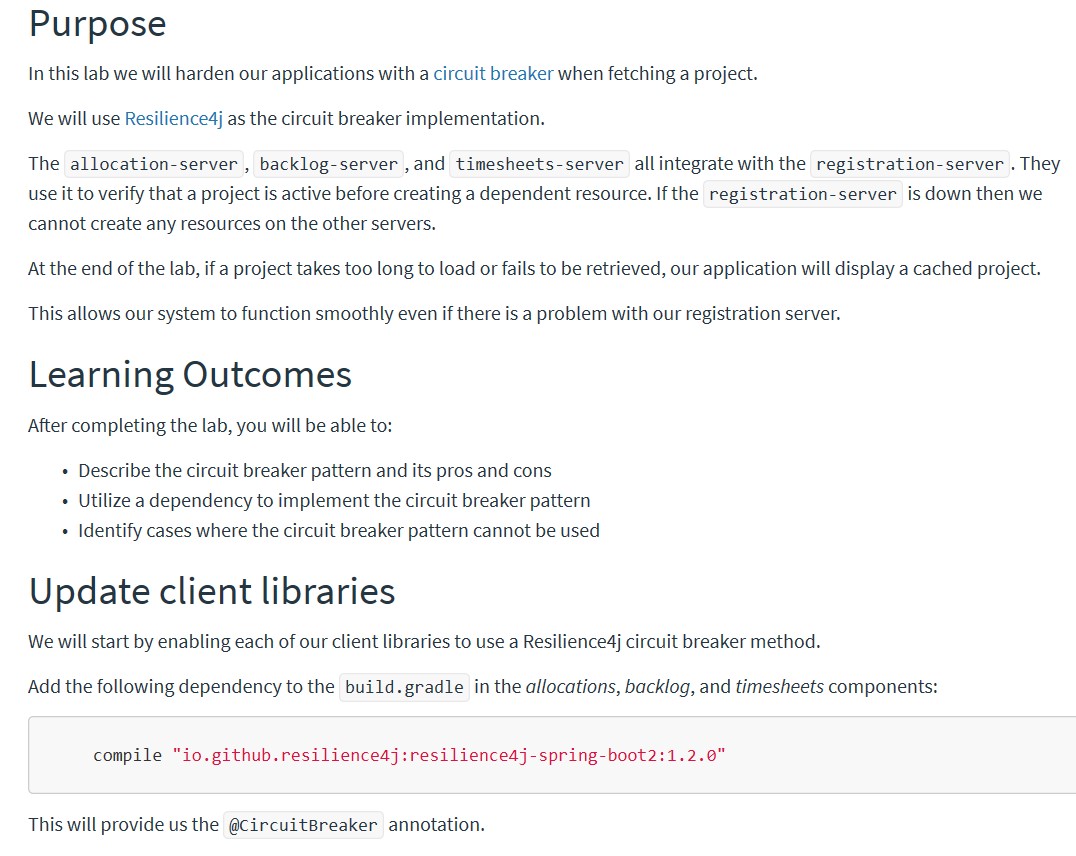 Purpose
In this lab we will harden our applications with a circuit breaker when fetching a project.
We will use Resilience4j as the circuit breaker implementation.
The allocation-server, backlog-server, and timesheets-server all integrate with the registration-server. They
use it to verify that a project is active before creating a dependent resource. If the registration-server is down then we
cannot create any resources on the other servers.
At the end of the lab, if a project takes too long to load or fails to be retrieved, our application will display a cached project.
This allows our system to function smoothly even if there is a problem with our registration server.
Learning Outcomes
After completing the lab, you will be able to:
• Describe the circuit breaker pattern and its pros and cons
• Utilize a dependency to implement the circuit breaker pattern
• Identify cases where the circuit breaker pattern cannot be used
Update client libraries
We will start by enabling each of our client libraries to use a Resilience4j circuit breaker method.
Add the following dependency to the build.gradle in the allocations, backlog, and timesheets components:
compile "io.github.resilience4j:resilience4j-spring-boot2:1.2.0"
This will provide us the @CircuitBreaker annotation.